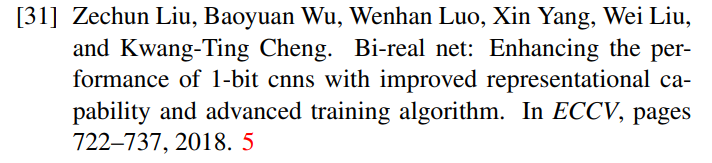 [31] Zechun Liu, Baoyuan Wu, Wenhan Luo, Xin Yang, Wei Liu,
and Kwang-Ting Cheng. Bi-real net: Enhancing the per-
formance of 1-bit cnns with improved representational ca-
pability and advanced training algorithm. In ECCV, pages
722–737, 2018. 5